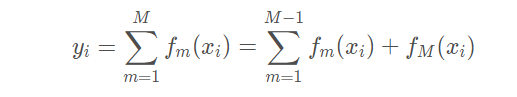 $y_i = \sum_{m=1}^{M} f_m(x_i) = \sum_{m=1}^{M-1} f_m(x_i) + f_M(x_i)$